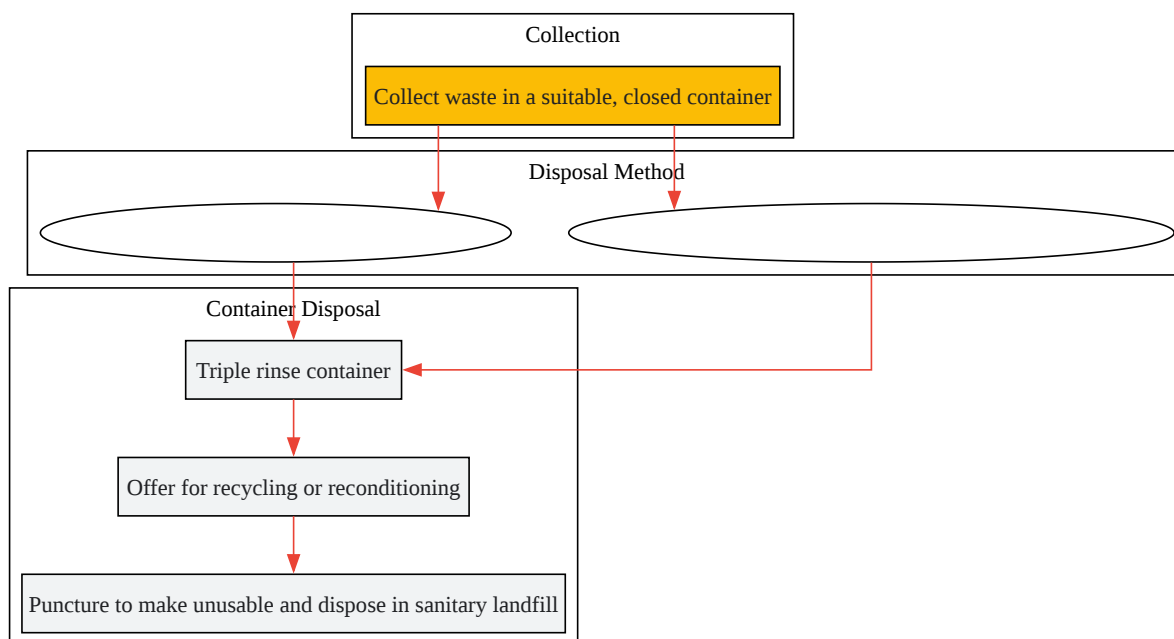 Collection
Collect waste in a suitable, closed container
Disposal Method
Container Disposal
Triple rinse container
Offer for recycling or reconditioning
Puncture to make unusable and dispose in sanitary landfill